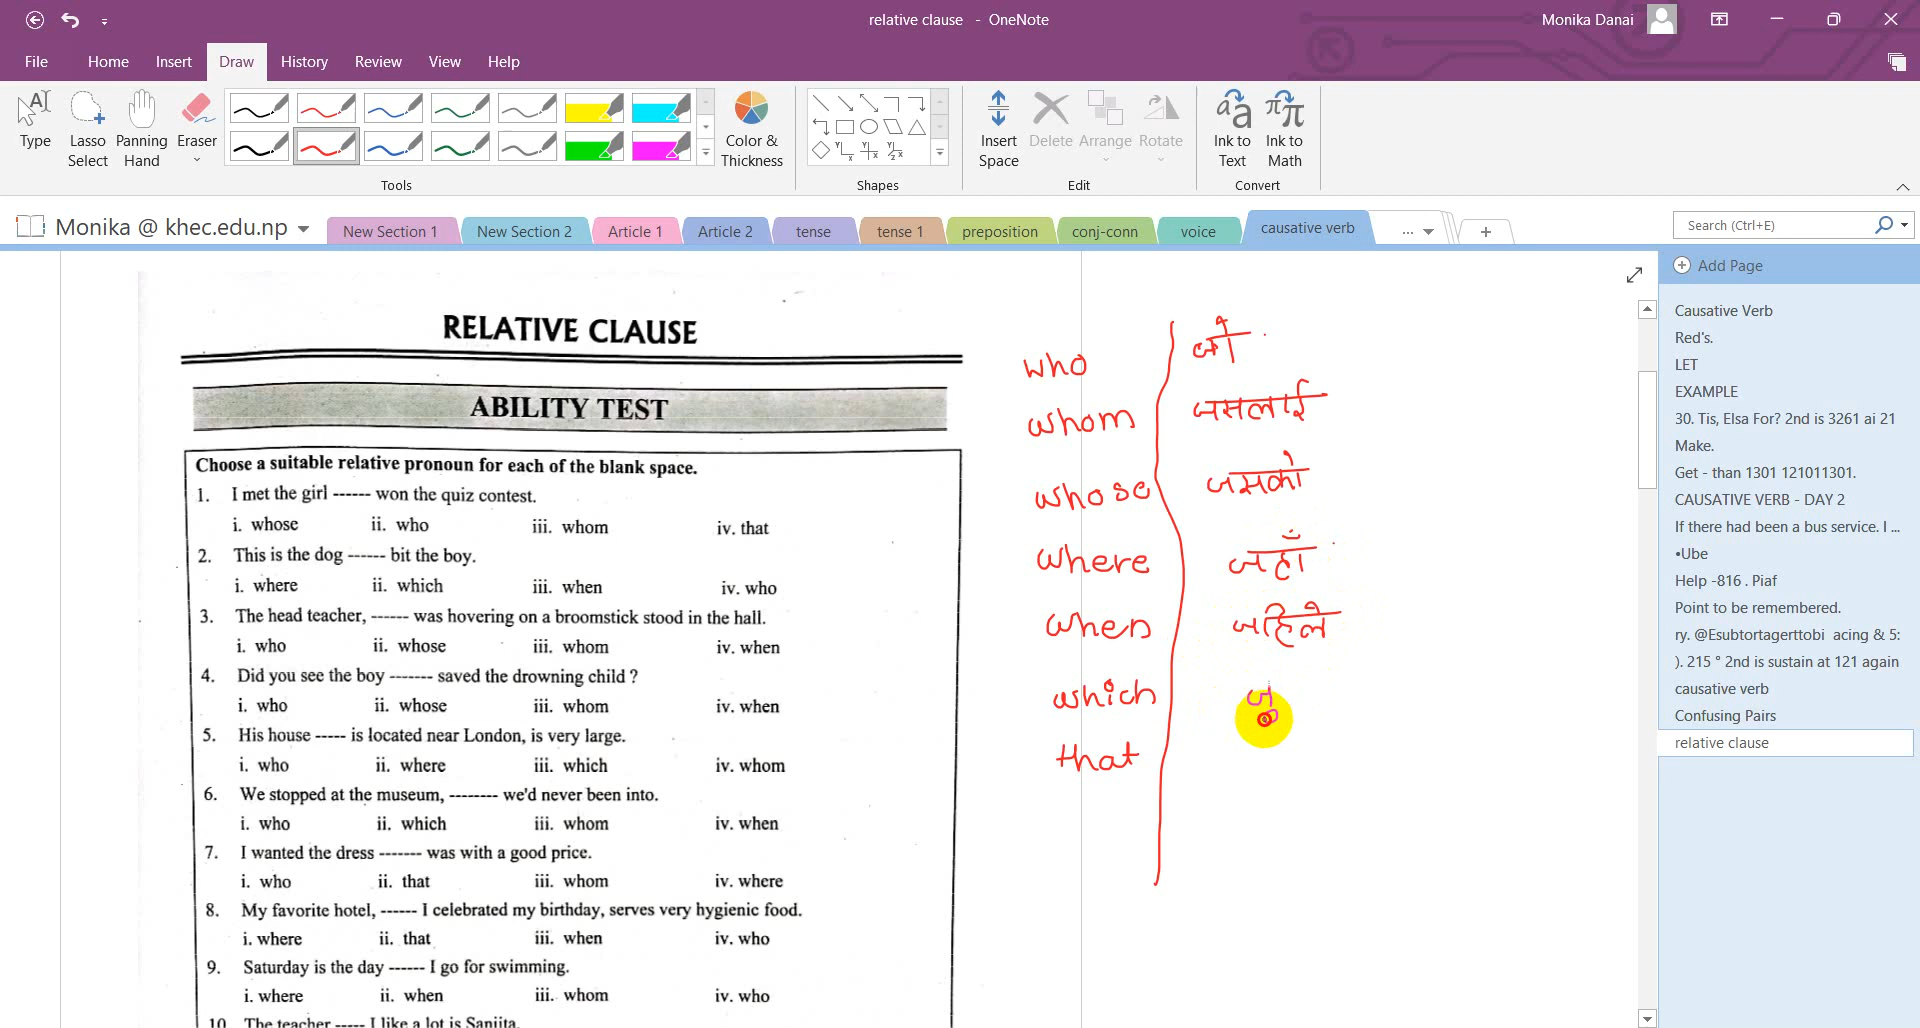 relative clause - OneNote
Monika Danai
File Home Insert Draw History Review View Help
Type
Lasso Select
Panning Hand
Eraser
Color & Thickness
Insert Space
Delete
Arrange
Rotate
Ink to Text
Ink to Math
Tools
Shapes
Edit
Convert
Monika @ khec.edu.np
New Section 1 New Section 2 Article 1 Article 2 tense tense 1 preposition conj-conn voice causative verb ...
Search (Ctrl+E)
Add Page
Causative Verb
Red's.
LET
EXAMPLE
30. Tis, Elsa For? 2nd is 3261 ai 21
Make.
Get - than 1301 121011301.
CAUSATIVE VERB - DAY 2
If there had been a bus service. I ...
•Ube
Help -816 . Piaf
Point to be remembered.
ry. @Esubtortagerttobi acing & 5:
). 215 ° 2nd is sustain at 121 again
causative verb
Confusing Pairs
relative clause
RELATIVE CLAUSE
ABILITY TEST
Choose a suitable relative pronoun for each of the blank space.
1. I met the girl ------ won the quiz contest.
i. whose ii. who iii. whom iv. that
2. This is the dog ------ bit the boy.
i. where ii. which iii. when iv. who
3. The head teacher, ------ was hovering on a broomstick stood in the hall.
i. who ii. whose iii. whom iv. when
4. Did you see the boy ------- saved the drowning child ?
i. who ii. whose iii. whom iv. when
5. His house ----- is located near London, is very large.
i. who ii. where iii. which iv. whom
6. We stopped at the museum, -------- we'd never been into.
i. who ii. which iii. whom iv. when
7. I wanted the dress ------- was with a good price.
i. who ii. that iii. whom iv. where
8. My favorite hotel, ------ I celebrated my birthday, serves very hygienic food.
i. where ii. that iii. when iv. who
9. Saturday is the day ------ I go for swimming.
i. where ii. when iii. whom iv. who
10. The teacher ----- I like a lot is Sanjita.
who जो
whom जसलाई
whose जसको
where जहाँ
when जहिले
which जु
that